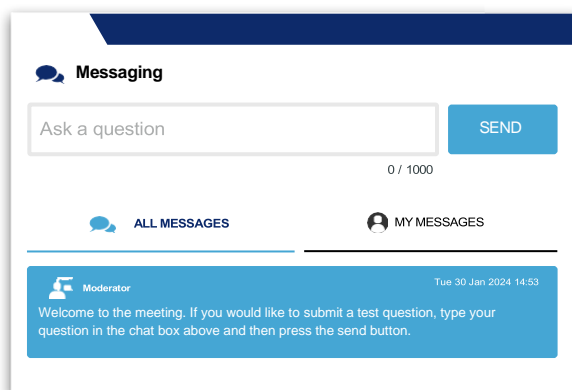 Messaging
Ask a question
SEND
0 / 1000
ALL MESSAGES
MY MESSAGES
Moderator
Tue 30 Jan 2024 14:53
Welcome to the meeting. If you would like to submit a test question, type your
question in the chat box above and then press the send button.